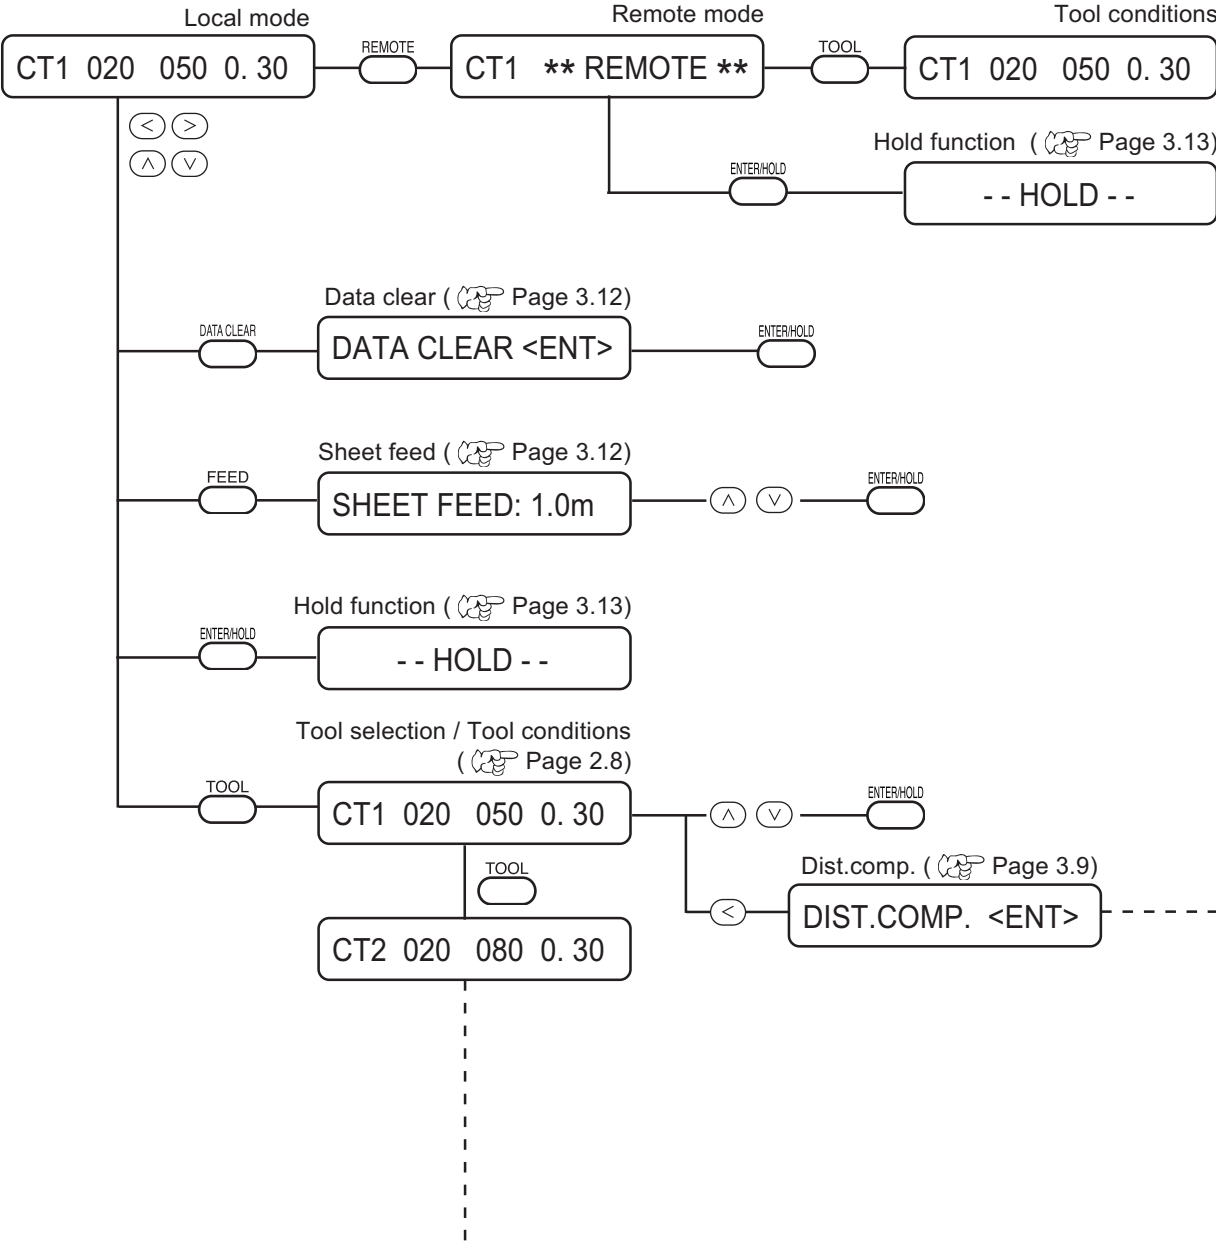 Local mode
Remote mode
Tool conditions
CT1 020 050 0. 30
REMOTE
CT1 ** REMOTE **
TOOL
CT1 020 050 0. 30
< >
∧ ∨
Hold function ( Page 3.13)
ENTER/HOLD
- - HOLD - -
Data clear ( Page 3.12)
DATA CLEAR
DATA CLEAR <ENT>
ENTER/HOLD
Sheet feed ( Page 3.12)
FEED
SHEET FEED: 1.0m
∧ ∨
ENTER/HOLD
Hold function ( Page 3.13)
ENTER/HOLD
- - HOLD - -
Tool selection / Tool conditions
( Page 2.8)
TOOL
CT1 020 050 0. 30
∧ ∨
ENTER/HOLD
TOOL
Dist.comp. ( Page 3.9)
<
DIST.COMP. <ENT>
CT2 020 080 0. 30